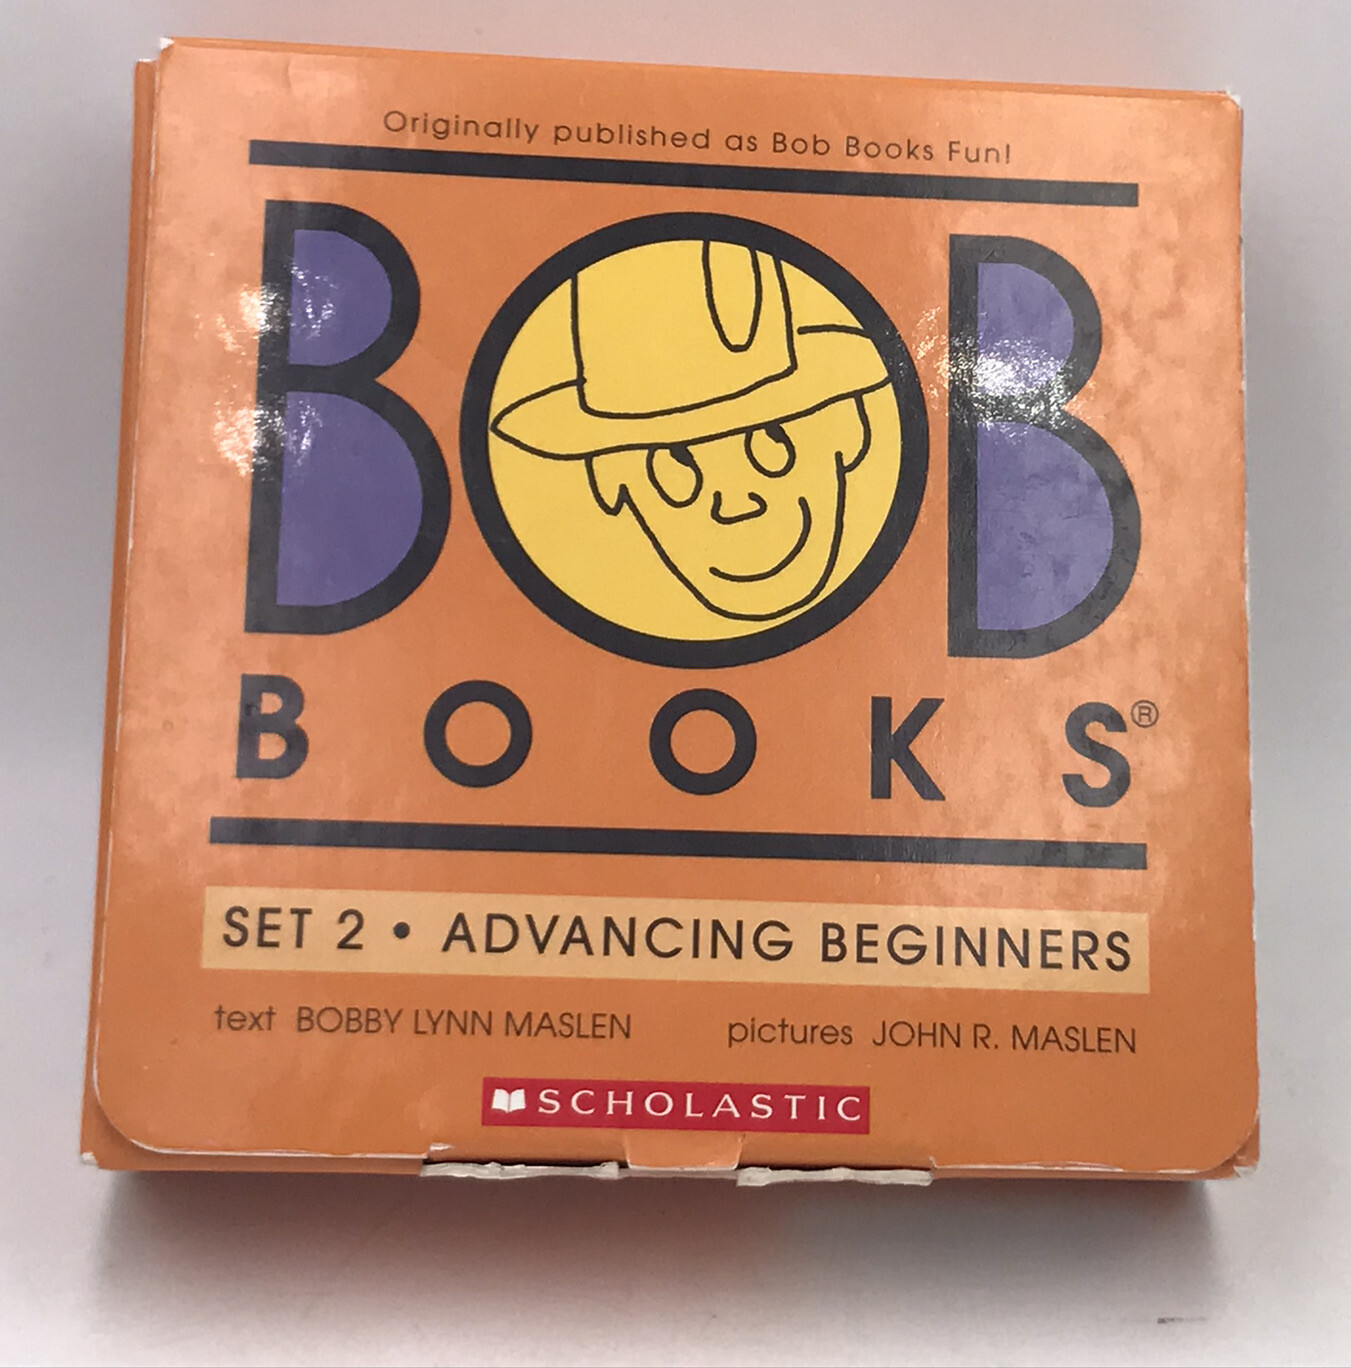 Originally published as Bob Books Fun!
BOB
BOOKS®
SET 2 • ADVANCING BEGINNERS
text BOBBY LYNN MASLEN pictures JOHN R. MASLEN
SCHOLASTIC